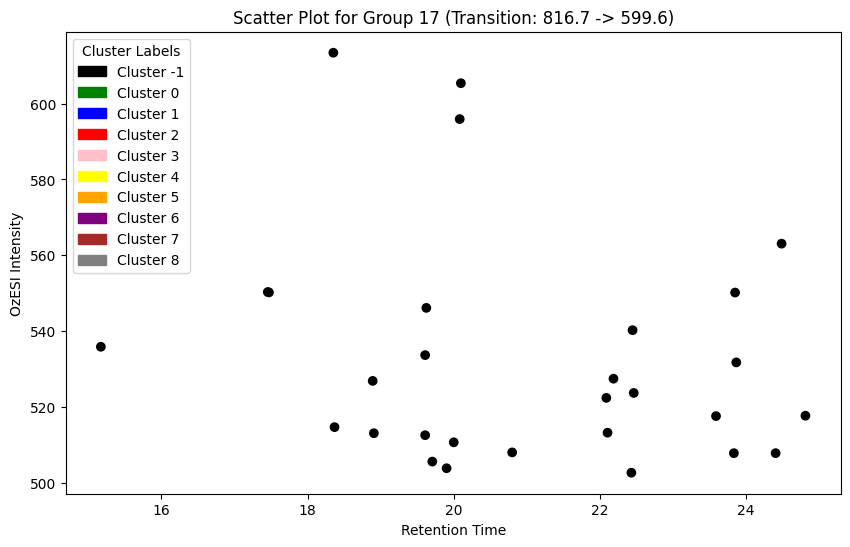 Scatter Plot for Group 17 (Transition: 816.7 -> 599.6)
Cluster Labels
Cluster -1
Cluster 0
Cluster 1
Cluster 2
Cluster 3
Cluster 4
Cluster 5
Cluster 6
Cluster 7
Cluster 8
OzESI Intensity
600
580
560
540
520
500
16
18
20
22
24
Retention Time